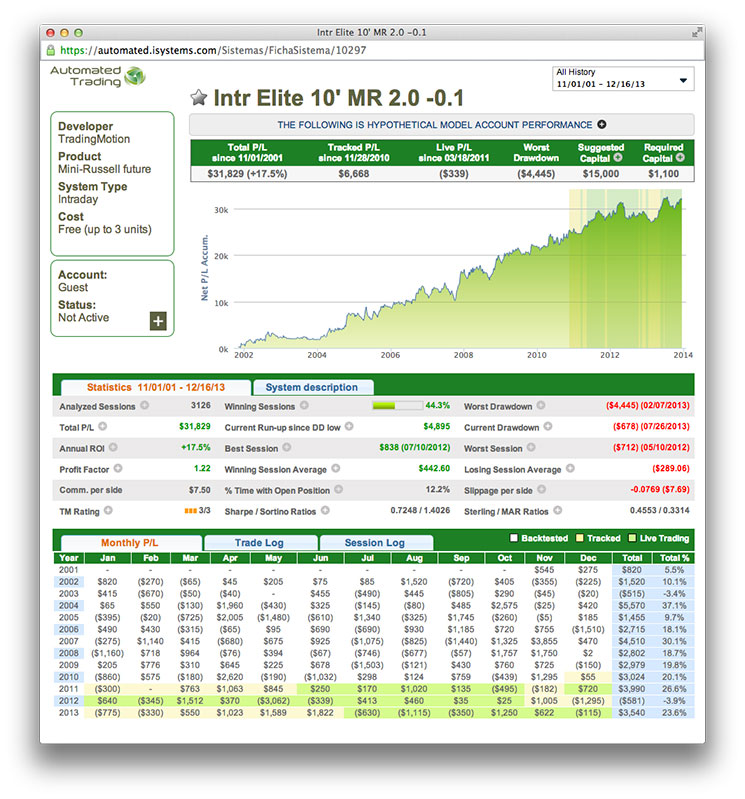 Intr Elite 10' MR 2.0 -0.1
https://automated.isystems.com/Sistemas/FichaSistema/10297
Automated
Trading
All History
11/01/01 - 12/16/13
Intr Elite 10' MR 2.0 -0.1
Developer
TradingMotion
Product
Mini-Russell future
System Type
Intraday
Cost
Free (up to 3 units)
Account:
Guest
Status:
Not Active
THE FOLLOWING IS HYPOTHETICAL MODEL ACCOUNT PERFORMANCE
Total P/L since 11/01/2001 Tracked P/L since 11/28/2010 Live P/L since 03/18/2011 Worst Drawdown Suggested Capital Required Capital
$31,829 (+17.5%) $6,668 ($339) ($4,445) $15,000 $1,100
Net P/L Accum.
30k
20k
10k
0k
2002 2004 2006 2008 2010 2012 2014
Statistics 11/01/01 - 12/16/13 System description
Analyzed Sessions 3126 Winning Sessions 44.3% Worst Drawdown ($4,445) (02/07/2013)
Total P/L $31,829 Current Run-up since DD low $4,895 Current Drawdown ($678) (07/26/2013)
Annual ROI +17.5% Best Session $838 (07/10/2012) Worst Session ($712) (05/10/2012)
Profit Factor 1.22 Winning Session Average $442.60 Losing Session Average ($289.06)
Comm. per side $7.50 % Time with Open Position 12.2% Slippage per side -0.0769 ($7.69)
TM Rating 3/3 Sharpe / Sortino Ratios 0.7248 / 1.4026 Sterling / MAR Ratios 0.4553 / 0.3314
Monthly P/L Trade Log Session Log Backtested Tracked Live Trading
Year Jan Feb Mar Apr May Jun Jul Aug Sep Oct Nov Dec Total Total %
2001 - - - - - - - - - - $545 $275 $820 5.5%
2002 $820 ($270) ($65) $45 $205 $75 $85 $1,520 ($720) $405 ($355) ($225) $1,520 10.1%
2003 $415 ($670) ($50) ($40) - $455 ($490) $445 ($805) $290 ($45) ($20) ($515) -3.4%
2004 $65 $550 ($130) $1,960 ($430) $325 ($145) ($80) $485 $2,575 ($25) $420 $5,570 37.1%
2005 ($395) ($20) ($725) $2,005 ($1,480) ($610) $1,340 ($325) $1,745 ($260) ($5) $185 $1,455 9.7%
2006 $490 $430 ($315) ($65) $95 $690 ($690) $930 $1,185 $720 $755 ($1,510) $2,715 18.1%
2007 ($275) $1,140 $415 ($680) $675 $925 ($1,075) ($825) ($1,440) $1,325 $3,855 $470 $4,510 30.1%
2008 ($1,160) $718 $964 ($76) $394 ($67) ($746) ($677) ($57) $1,757 $1,750 $2 $2,802 18.7%
2009 $205 $776 $310 $645 $225 $678 ($1,503) ($121) $430 $760 $725 ($150) $2,979 19.8%
2010 ($860) $575 ($180) $2,620 ($190) ($1,032) $298 $124 $759 ($439) $1,295 $55 $3,024 20.1%
2011 ($300) - $763 $1,063 $845 $250 $170 $1,020 $135 ($495) ($182) $720 $3,990 26.6%
2012 $640 ($345) $1,512 $370 ($3,062) ($339) $413 $460 $35 $25 $1,005 ($1,295) ($581) -3.9%
2013 ($775) ($330) $550 $1,023 $1,589 $1,822 ($630) ($1,115) ($350) $1,250 $622 ($115) $3,540 23.6%